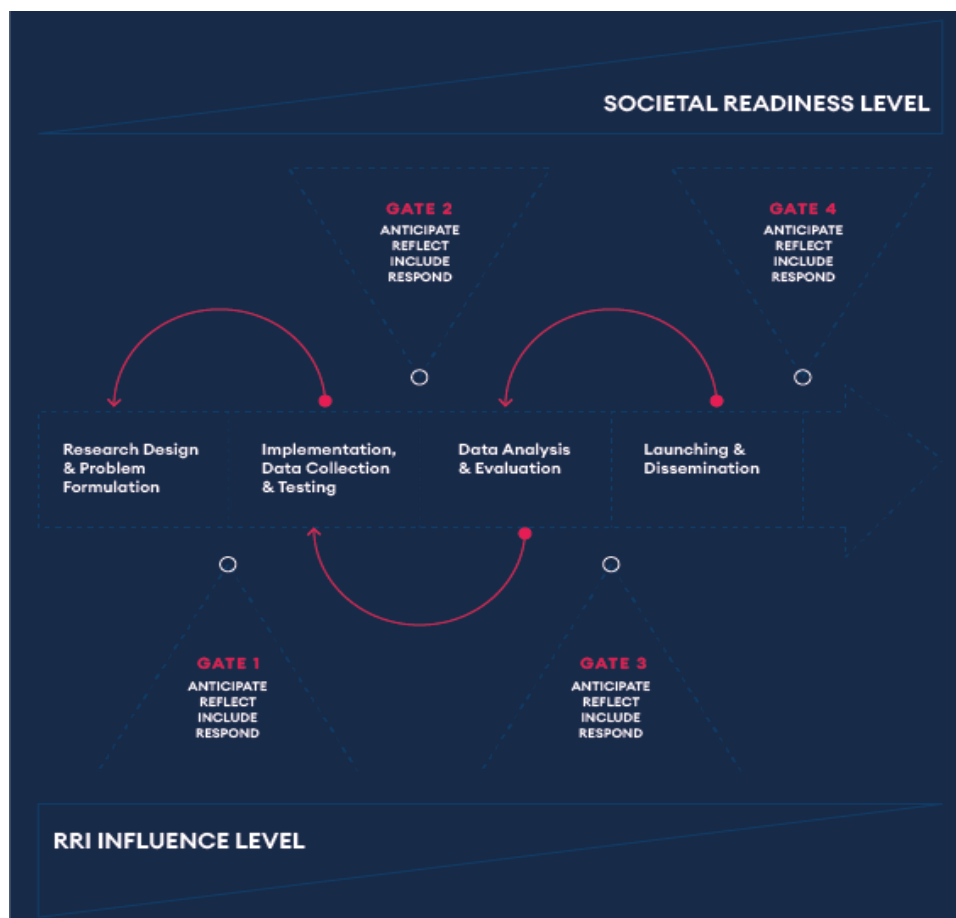 SOCIETAL READINESS LEVEL
GATE 2
ANTICIPATE
REFLECT
INCLUDE
RESPOND
GATE 4
ANTICIPATE
REFLECT
INCLUDE
RESPOND
Research Design
& Problem
Formulation
Implementation,
Data Collection
& Testing
Data Analysis
& Evaluation
Launching &
Dissemination
GATE 1
ANTICIPATE
REFLECT
INCLUDE
RESPOND
GATE 3
ANTICIPATE
REFLECT
INCLUDE
RESPOND
RRI INFLUENCE LEVEL